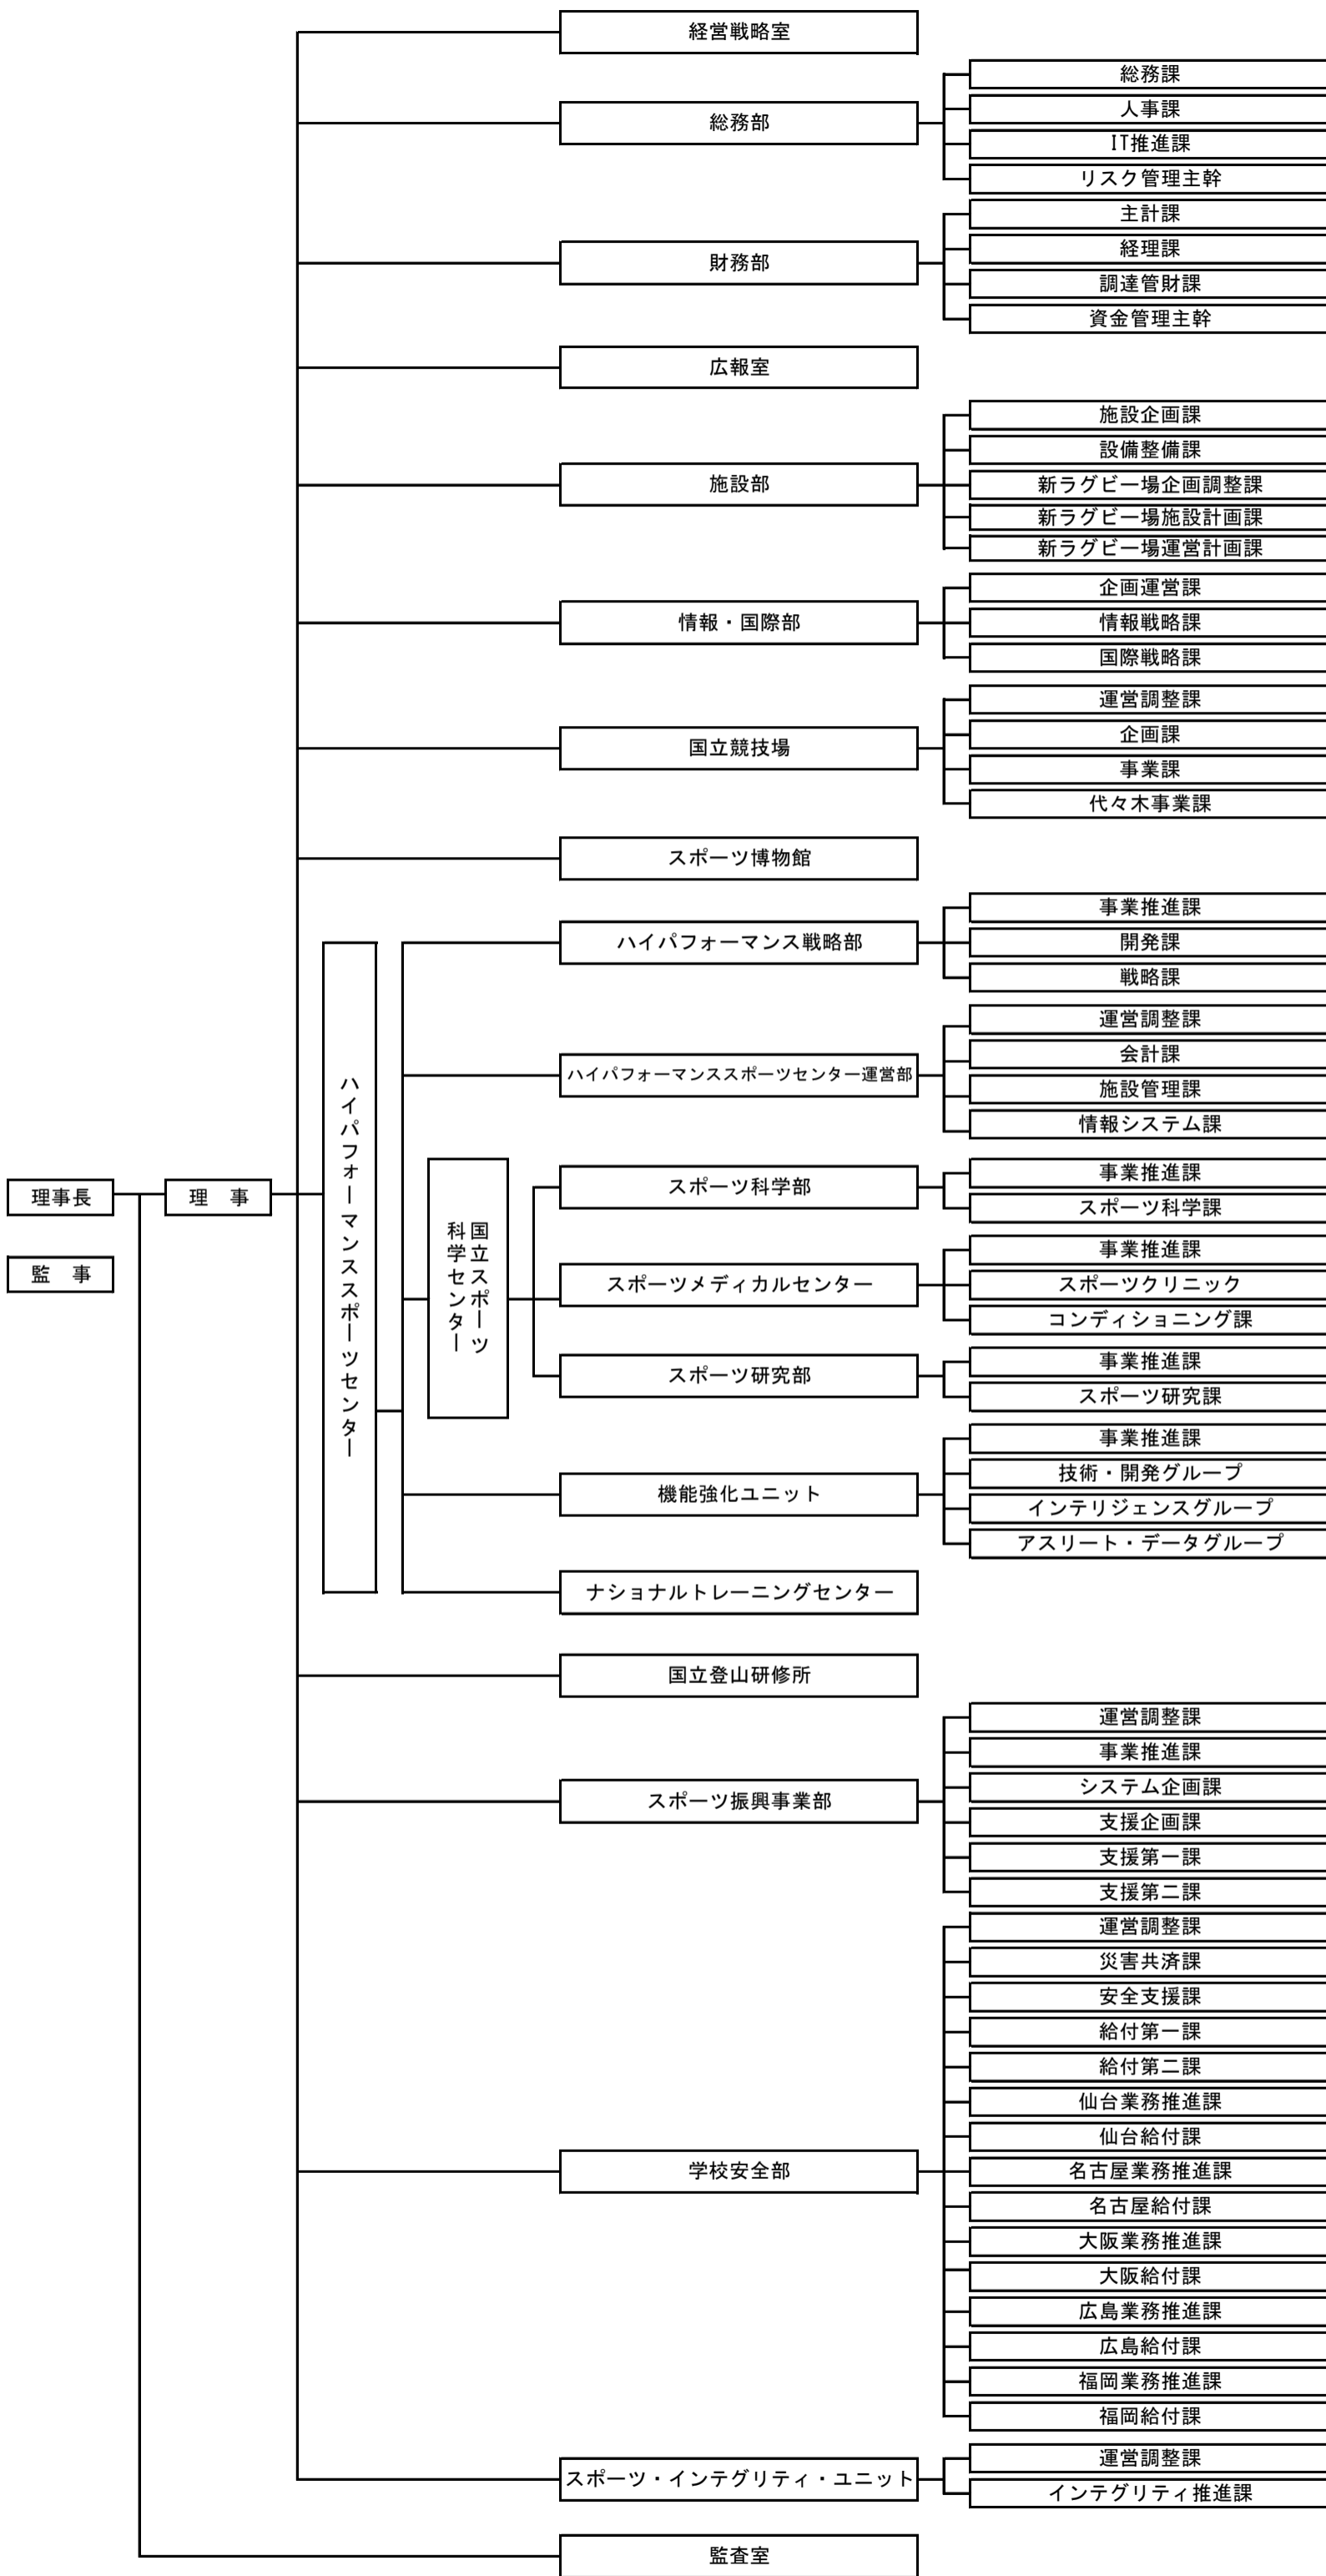 経営戦略室
総務部
総務課
人事課
IT推進課
リスク管理主幹
財務部
主計課
経理課
調達管財課
資金管理主幹
広報室
施設部
施設企画課
設備整備課
新ラグビー場企画調整課
新ラグビー場施設計画課
新ラグビー場運営計画課
情報・国際部
企画運営課
情報戦略課
国際戦略課
国立競技場
運営調整課
企画課
事業課
代々木事業課
スポーツ博物館
理事長
監　事
理　事
ハイパフォーマンススポーツセンター
ハイパフォーマンス戦略部
事業推進課
開発課
戦略課
ハイパフォーマンススポーツセンター運営部
運営調整課
会計課
施設管理課
情報システム課
国立スポーツ
科学センター
スポーツ科学部
事業推進課
スポーツ科学課
スポーツメディカルセンター
事業推進課
スポーツクリニック
コンディショニング課
スポーツ研究部
事業推進課
スポーツ研究課
機能強化ユニット
事業推進課
技術・開発グループ
インテリジェンスグループ
アスリート・データグループ
ナショナルトレーニングセンター
国立登山研修所
スポーツ振興事業部
運営調整課
事業推進課
システム企画課
支援企画課
支援第一課
支援第二課
学校安全部
運営調整課
災害共済課
安全支援課
給付第一課
給付第二課
仙台業務推進課
仙台給付課
名古屋業務推進課
名古屋給付課
大阪業務推進課
大阪給付課
広島業務推進課
広島給付課
福岡業務推進課
福岡給付課
スポーツ・インテグリティ・ユニット
運営調整課
インテグリティ推進課
監査室